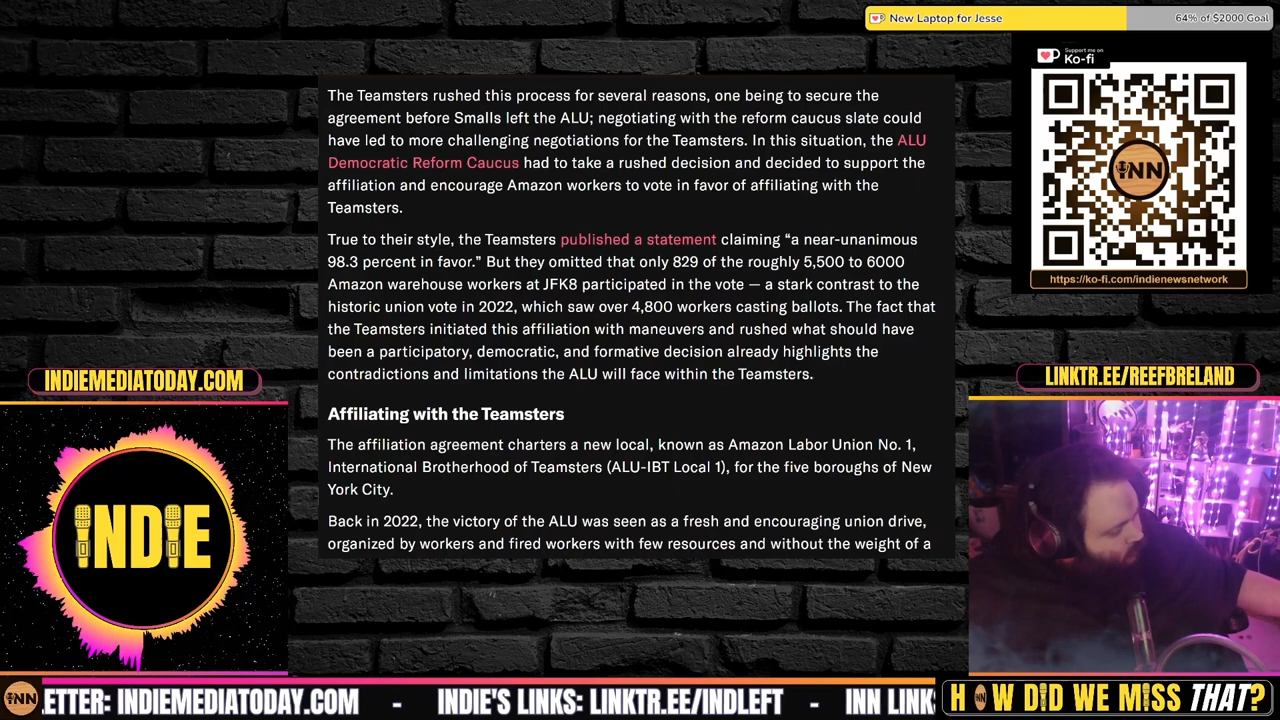 New Laptop for Jesse
64% of $2000 Goal
Support me on
Ko-fi
iNN
https://ko-fi.com/indienewsnetwork
The Teamsters rushed this process for several reasons, one being to secure the
agreement before Smalls left the ALU; negotiating with the reform caucus slate could
have led to more challenging negotiations for the Teamsters. In this situation, the ALU
Democratic Reform Caucus had to take a rushed decision and decided to support the
affiliation and encourage Amazon workers to vote in favor of affiliating with the
Teamsters.
True to their style, the Teamsters published a statement claiming “a near-unanimous
98.3 percent in favor.” But they omitted that only 829 of the roughly 5,500 to 6000
Amazon warehouse workers at JFK8 participated in the vote — a stark contrast to the
historic union vote in 2022, which saw over 4,800 workers casting ballots. The fact that
the Teamsters initiated this affiliation with maneuvers and rushed what should have
been a participatory, democratic, and formative decision already highlights the
contradictions and limitations the ALU will face within the Teamsters.
Affiliating with the Teamsters
The affiliation agreement charters a new local, known as Amazon Labor Union No. 1,
International Brotherhood of Teamsters (ALU-IBT Local 1), for the five boroughs of New
York City.
Back in 2022, the victory of the ALU was seen as a fresh and encouraging union drive,
organized by workers and fired workers with few resources and without the weight of a
INDIEMEDIATODAY.COM
INDIE
LINKTR.EE/REEFBRELAND
iNN
ETTER: INDIEMEDIATODAY.COM - INDIE'S LINKS: LINKTR.EE/INDLEFT - INN LINK
HOW DID WE MISS THAT?